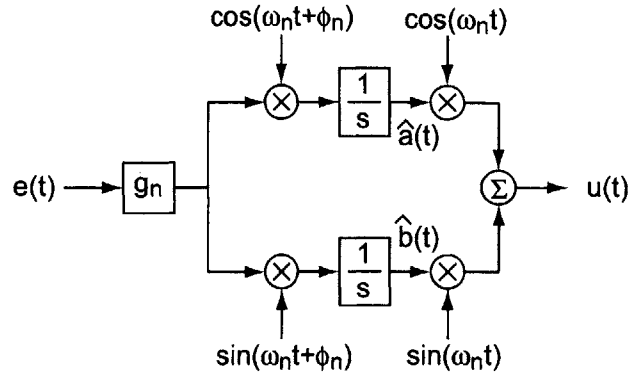 cos(ωₙt+ϕₙ) cos(ωₙt)
1
s
â(t)
e(t) gₙ Σ u(t)
1
s
b̂(t)
sin(ωₙt+ϕₙ) sin(ωₙt)